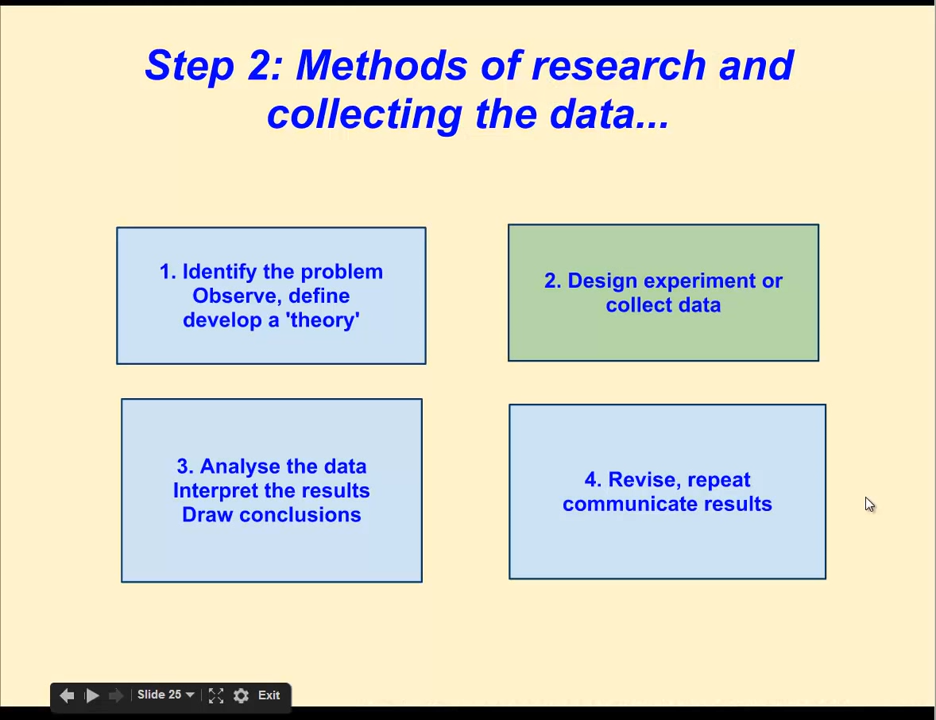 Step 2: Methods of research and
collecting the data...
1. Identify the problem
Observe, define
develop a 'theory'
2. Design experiment or
collect data
3. Analyse the data
Interpret the results
Draw conclusions
4. Revise, repeat
communicate results
Slide 25
Exit